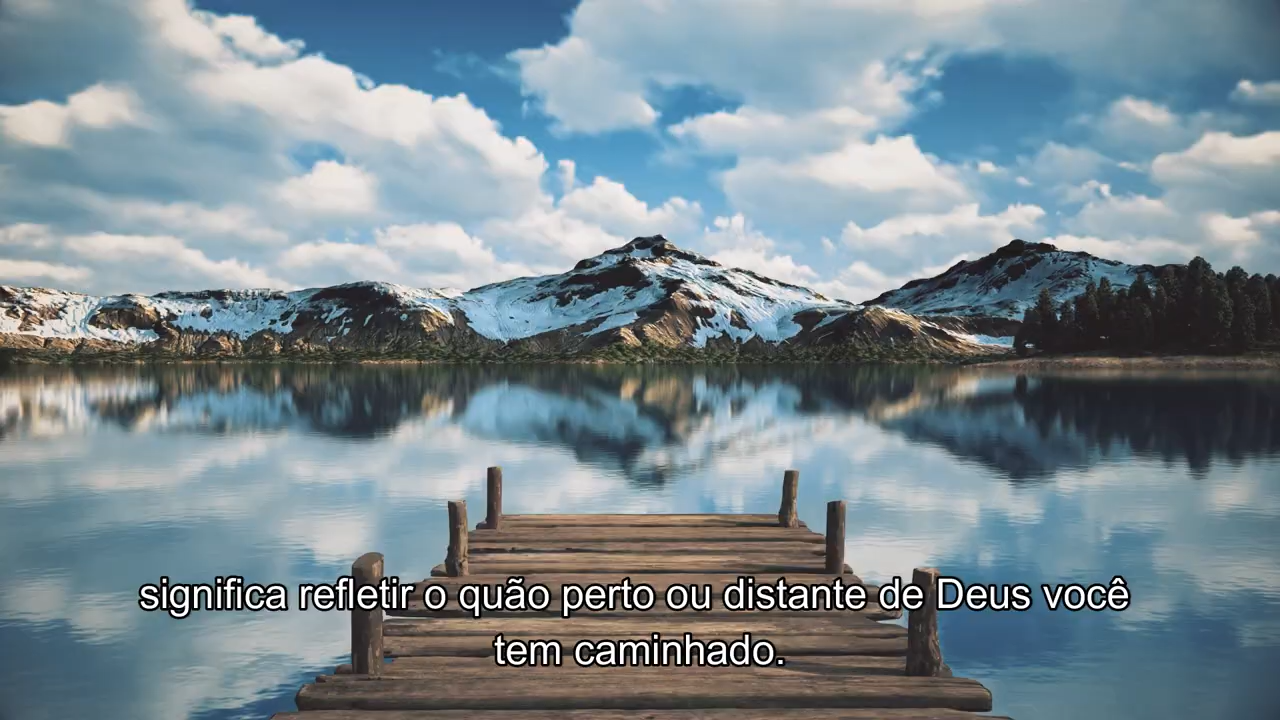 significa refletir o quão perto ou distante de Deus você
tem caminhado.